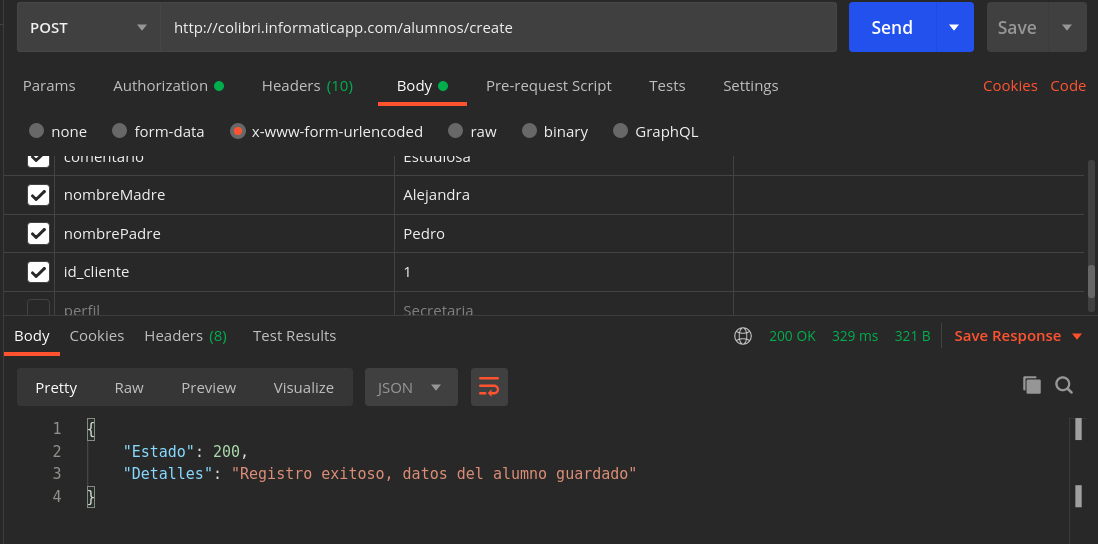 POST http://colibri.informaticapp.com/alumnos/create Send Save
Params Authorization Headers (10) Body Pre-request Script Tests Settings Cookies Code
none form-data x-www-form-urlencoded raw binary GraphQL
comentario Estudiosa
nombreMadre Alejandra
nombrePadre Pedro
id_cliente 1
perfil Secretaria
Body Cookies Headers (8) Test Results 200 OK 329 ms 321 B Save Response
Pretty Raw Preview Visualize JSON
1 {
2 "Estado": 200,
3 "Detalles": "Registro exitoso, datos del alumno guardado"
4 }